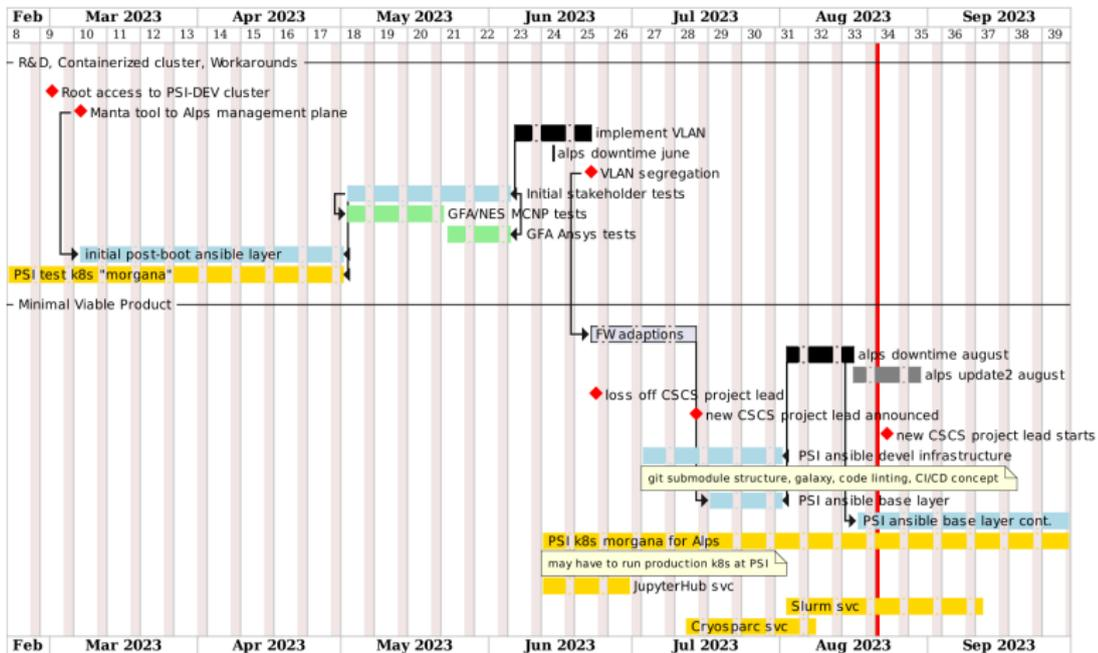 Feb Mar 2023 Apr 2023 May 2023 Jun 2023 Jul 2023 Aug 2023 Sep 2023
8 9 10 11 12 13 14 15 16 17 18 19 20 21 22 23 24 25 26 27 28 29 30 31 32 33 34 35 36 37 38 39
R&D, Containerized cluster, Workarounds
Root access to PSI-DEV cluster
Manta tool to Alps management plane
implement VLAN
alps downtime june
VLAN segregation
Initial stakeholder tests
GFA/NES MCNP tests
GFA Ansys tests
initial post-boot ansible layer
PSI test k8s "morgana"
Minimal Viable Product
FW adaptions
alps downtime august
alps update2 august
loss off CSCS project lead
new CSCS project lead announced
new CSCS project lead starts
PSI ansible devel infrastructure
git submodule structure, galaxy, code linting, CI/CD concept
PSI ansible base layer
PSI ansible base layer cont.
PSI k8s morgana for Alps
may have to run production k8s at PSI
JupyterHub svc
Slurm svc
Cryosparc svc
Feb Mar 2023 Apr 2023 May 2023 Jun 2023 Jul 2023 Aug 2023 Sep 2023